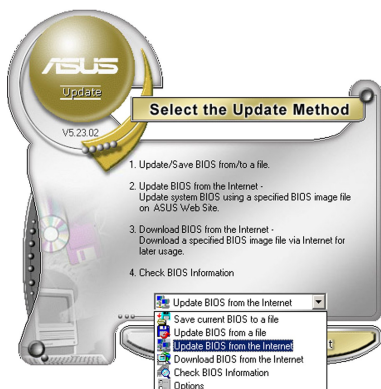 ASUS
Update
V5.23.02
Select the Update Method
1. Update/Save BIOS from/to a file.
2. Update BIOS from the Internet -
Update system BIOS using a specified BIOS image file
on ASUS Web Site.
3. Download BIOS from the Internet -
Download a specified BIOS image file via Internet for
later usage.
4. Check BIOS Information
Update BIOS from the Internet
Save current BIOS to a file
Update BIOS from a file
Update BIOS from the Internet
Download BIOS from the Internet
Check BIOS Information
Options